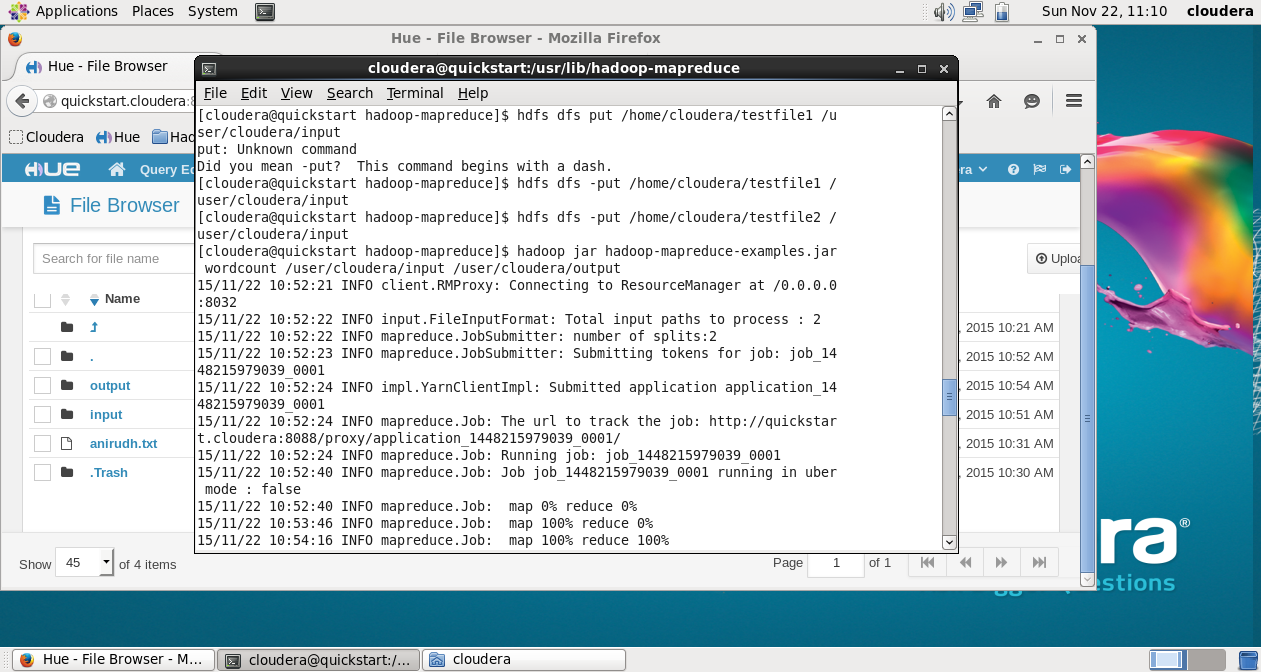 Applications Places System Sun Nov 22, 11:10 cloudera
Hue - File Browser - Mozilla Firefox
Hue - File Browser
quickstart.cloudera:8
Cloudera Hue Had
HUE Query Ed
File Browser
Search for file name
Name
.
output
input
anirudh.txt
.Trash
cloudera@quickstart:/usr/lib/hadoop-mapreduce
File Edit View Search Terminal Help
[cloudera@quickstart hadoop-mapreduce]$ hdfs dfs put /home/cloudera/testfile1 /u
ser/cloudera/input
put: Unknown command
Did you mean -put?  This command begins with a dash.
[cloudera@quickstart hadoop-mapreduce]$ hdfs dfs -put /home/cloudera/testfile1 /
user/cloudera/input
[cloudera@quickstart hadoop-mapreduce]$ hdfs dfs -put /home/cloudera/testfile2 /
user/cloudera/input
[cloudera@quickstart hadoop-mapreduce]$ hadoop jar hadoop-mapreduce-examples.jar
 wordcount /user/cloudera/input /user/cloudera/output
15/11/22 10:52:21 INFO client.RMProxy: Connecting to ResourceManager at /0.0.0.0
:8032
15/11/22 10:52:22 INFO input.FileInputFormat: Total input paths to process : 2
15/11/22 10:52:22 INFO mapreduce.JobSubmitter: number of splits:2
15/11/22 10:52:23 INFO mapreduce.JobSubmitter: Submitting tokens for job: job_14
48215979039_0001
15/11/22 10:52:24 INFO impl.YarnClientImpl: Submitted application application_14
48215979039_0001
15/11/22 10:52:24 INFO mapreduce.Job: The url to track the job: http://quickstar
t.cloudera:8088/proxy/application_1448215979039_0001/
15/11/22 10:52:24 INFO mapreduce.Job: Running job: job_1448215979039_0001
15/11/22 10:52:40 INFO mapreduce.Job: Job job_1448215979039_0001 running in uber
 mode : false
15/11/22 10:52:40 INFO mapreduce.Job:  map 0% reduce 0%
15/11/22 10:53:46 INFO mapreduce.Job:  map 100% reduce 0%
15/11/22 10:54:16 INFO mapreduce.Job:  map 100% reduce 100%
ra
Uploa
, 2015 10:21 AM
, 2015 10:52 AM
, 2015 10:54 AM
, 2015 10:51 AM
, 2015 10:31 AM
, 2015 10:30 AM
Show 45 of 4 items Page 1 of 1
ra®
estions
Hue - File Browser - M... cloudera@quickstart:/... cloudera